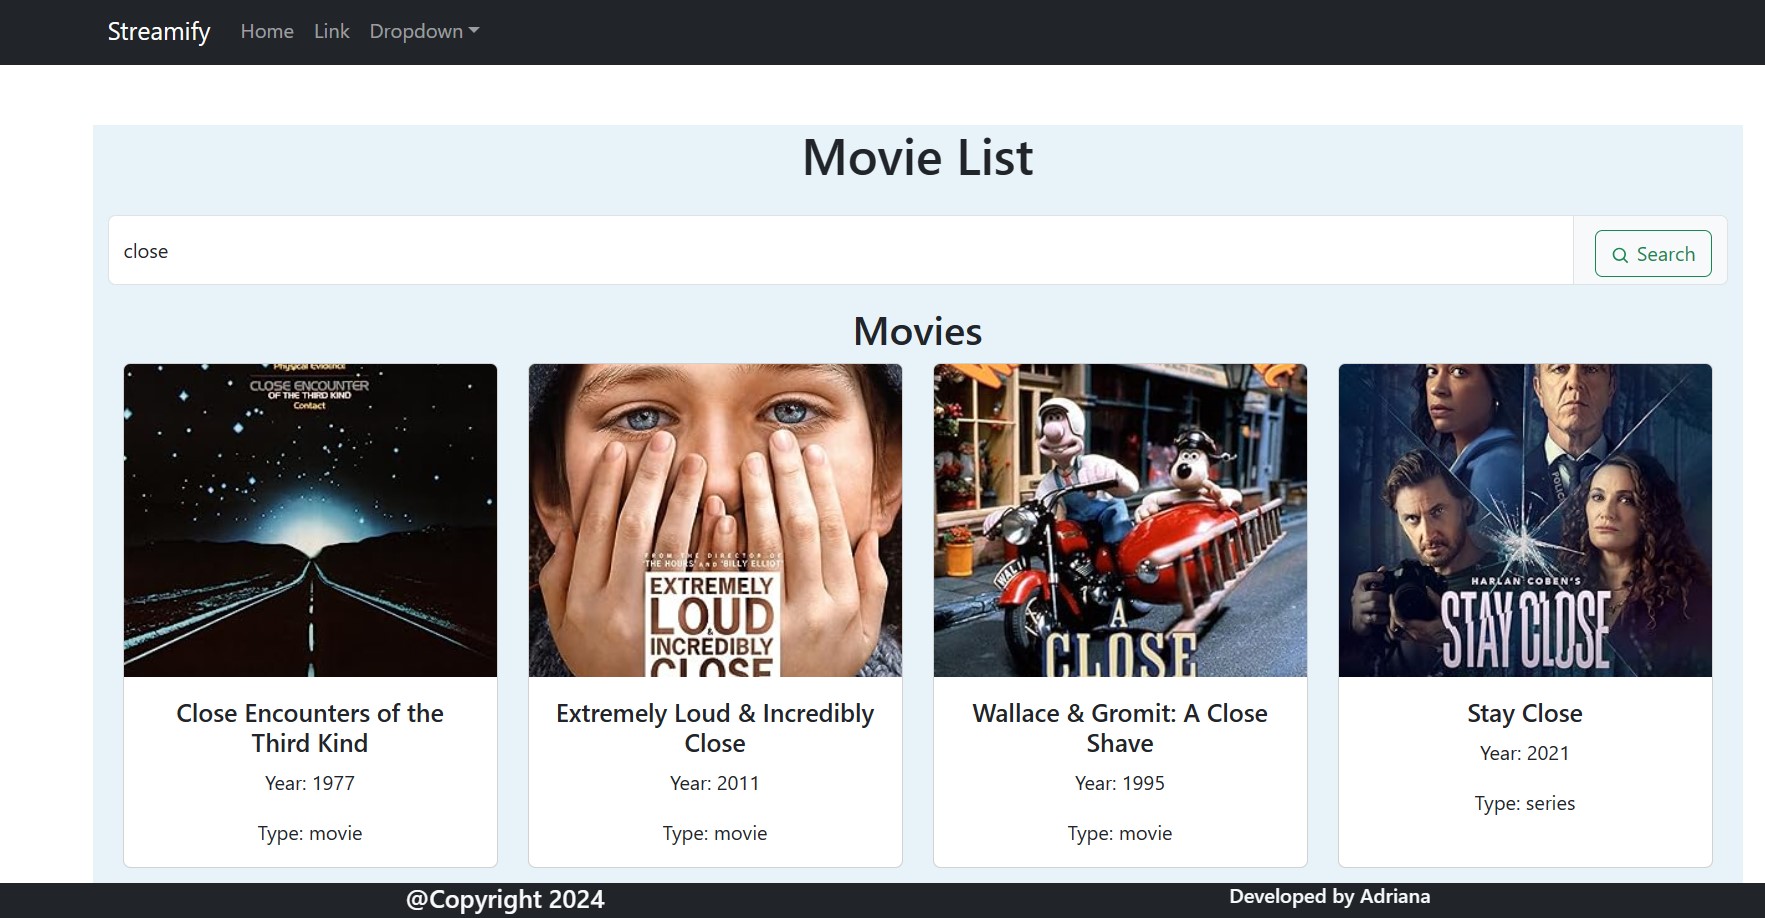 Streamify Home Link Dropdown
Movie List
close
Search
Movies
Physical Evidence
CLOSE ENCOUNTER
OF THE THIRD KIND
Contact
FROM THE DIRECTOR OF
'THE HOURS' AND 'BILLY ELLIOT'
EXTREMELY
LOUD
&
INCREDIBLY
CLOSE
WAL1
A
CLOSE
POLICE
HARLAN COBEN'S
STAY CLOSE
Close Encounters of the
Third Kind
Year: 1977
Type: movie
Extremely Loud & Incredibly
Close
Year: 2011
Type: movie
Wallace & Gromit: A Close
Shave
Year: 1995
Type: movie
Stay Close
Year: 2021
Type: series
@Copyright 2024
Developed by Adriana